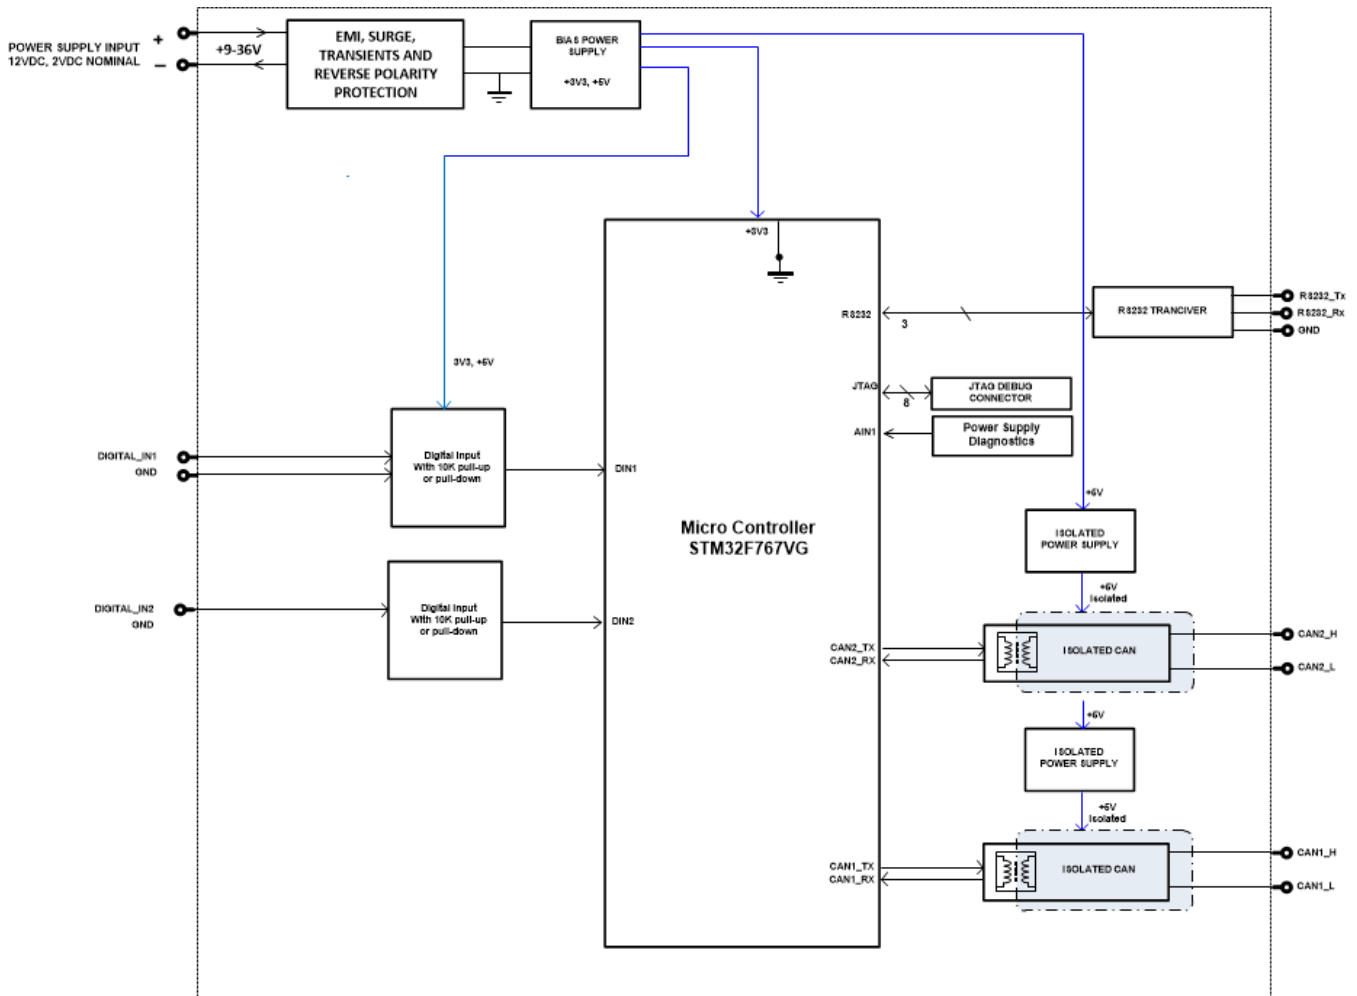 POWER SUPPLY INPUT
12VDC, 2VDC NOMINAL
+
–
+9-36V
EMI, SURGE,
TRANSIENTS AND
REVERSE POLARITY
PROTECTION
BIAS POWER
SUPPLY
+3V3, +5V
+3V3
RS232
3
RS232 TRANCIVER
RS232_Tx
RS232_Rx
GND
3V3, +5V
JTAG
8
JTAG DEBUG
CONNECTOR
AIN1
Power Supply
Diagnostics
DIGITAL_IN1
GND
Digital Input
With 10K pull-up
or pull-down
DIN1
Micro Controller
STM32F767VG
+5V
ISOLATED
POWER SUPPLY
+5V
Isolated
DIGITAL_IN2
GND
Digital Input
With 10K pull-up
or pull-down
DIN2
CAN2_TX
CAN2_RX
ISOLATED CAN
CAN2_H
CAN2_L
+5V
ISOLATED
POWER SUPPLY
+5V
Isolated
CAN1_TX
CAN1_RX
ISOLATED CAN
CAN1_H
CAN1_L